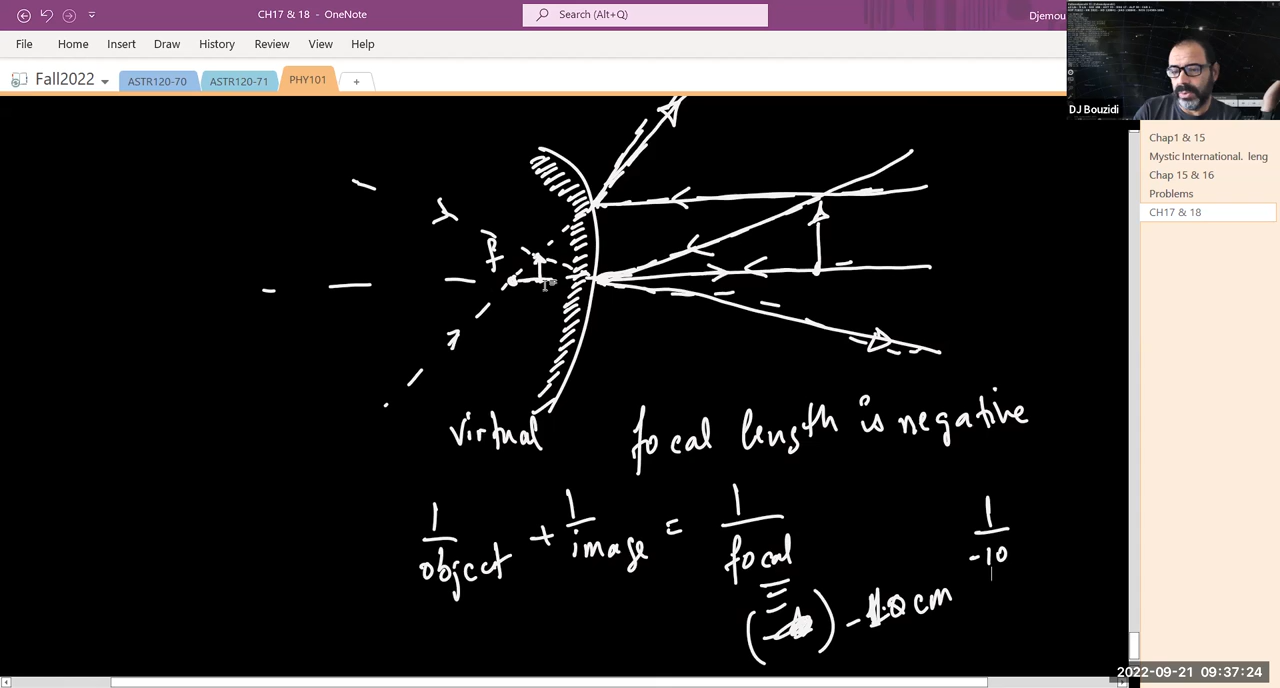 CH17 & 18 - OneNote
Search (Alt+Q)
Djemou
File Home Insert Draw History Review View Help
Fall2022 ASTR120-70 ASTR120-71 PHY101 +
DJ Bouzidi
Chap1 & 15
Mystic International. leng
Chap 15 & 16
Problems
CH17 & 18
f
virtual focal length is negative
1/object + 1/image = 1/focal 1/-10
( ) -10 cm
2022-09-21 09:37:24